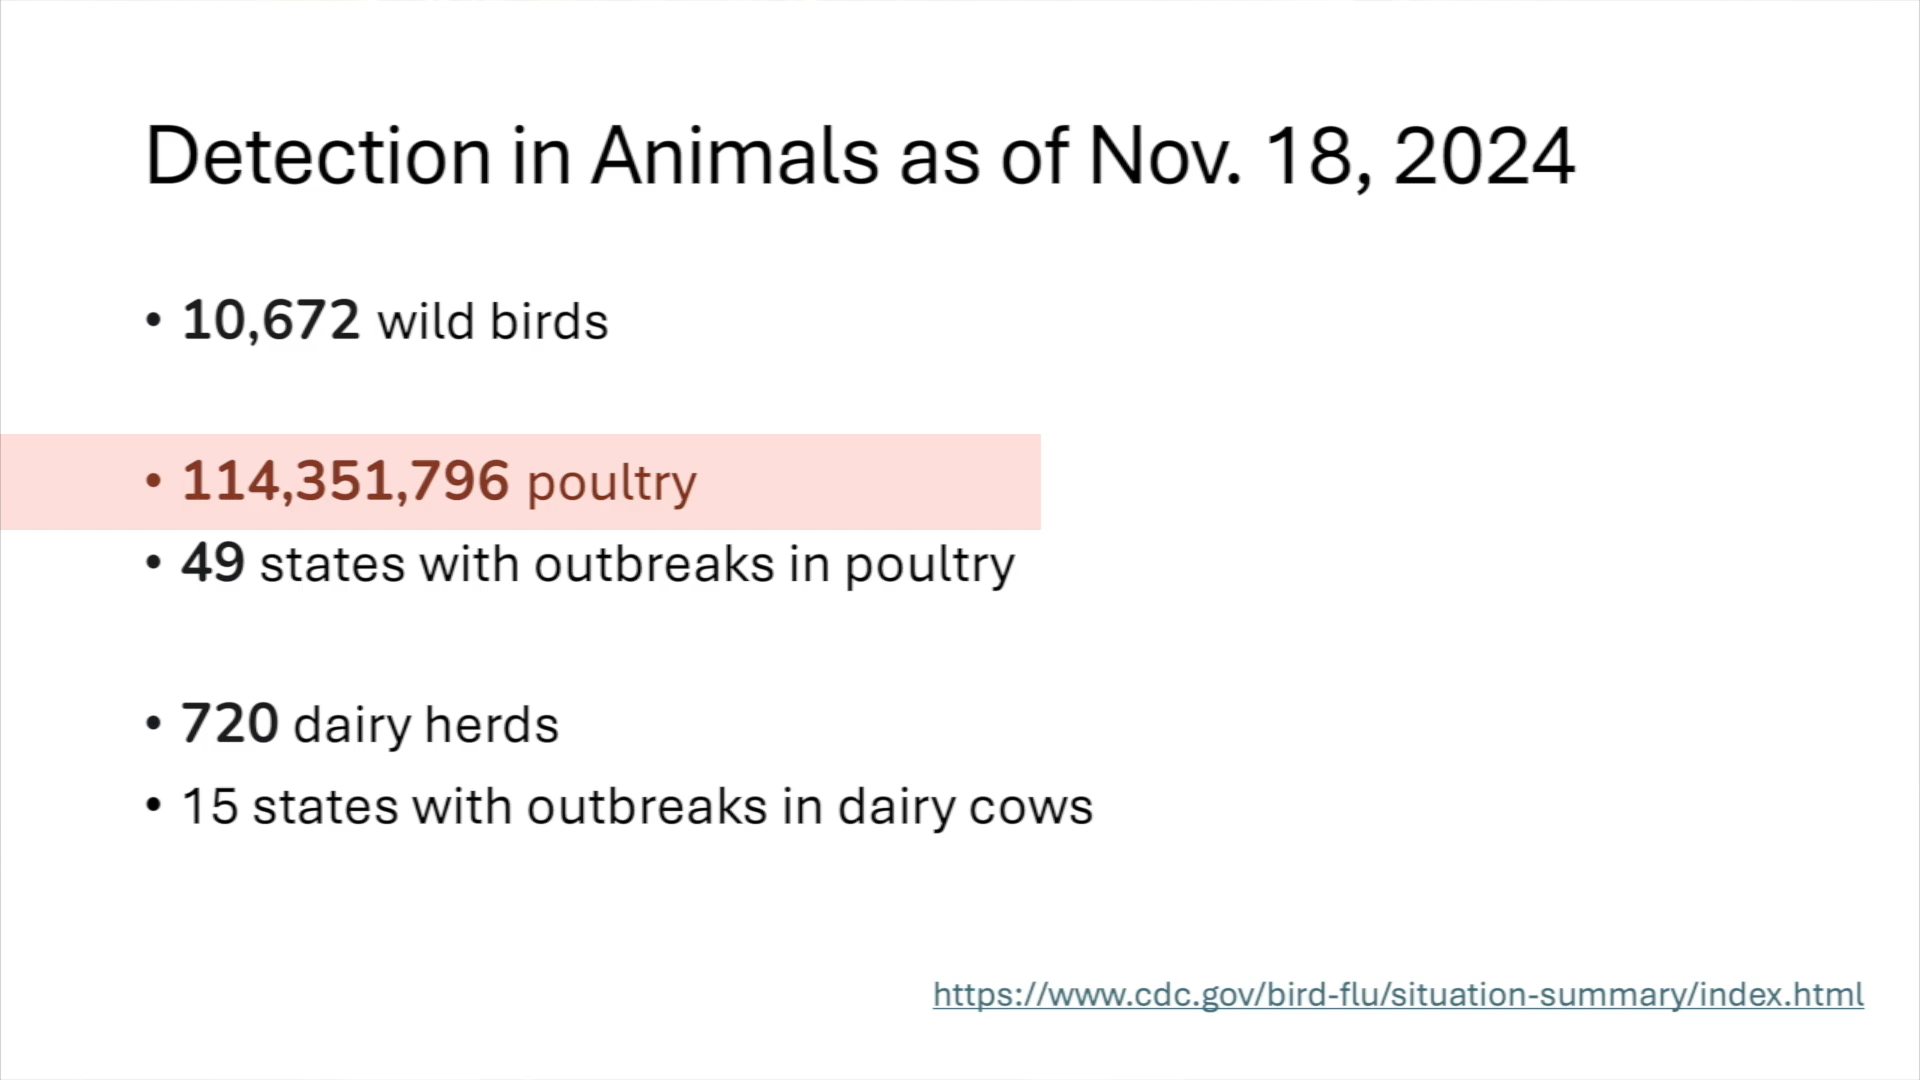 Detection in Animals as of Nov. 18, 2024
• 10,672 wild birds
• 114,351,796 poultry
• 49 states with outbreaks in poultry
• 720 dairy herds
• 15 states with outbreaks in dairy cows
https://www.cdc.gov/bird-flu/situation-summary/index.html